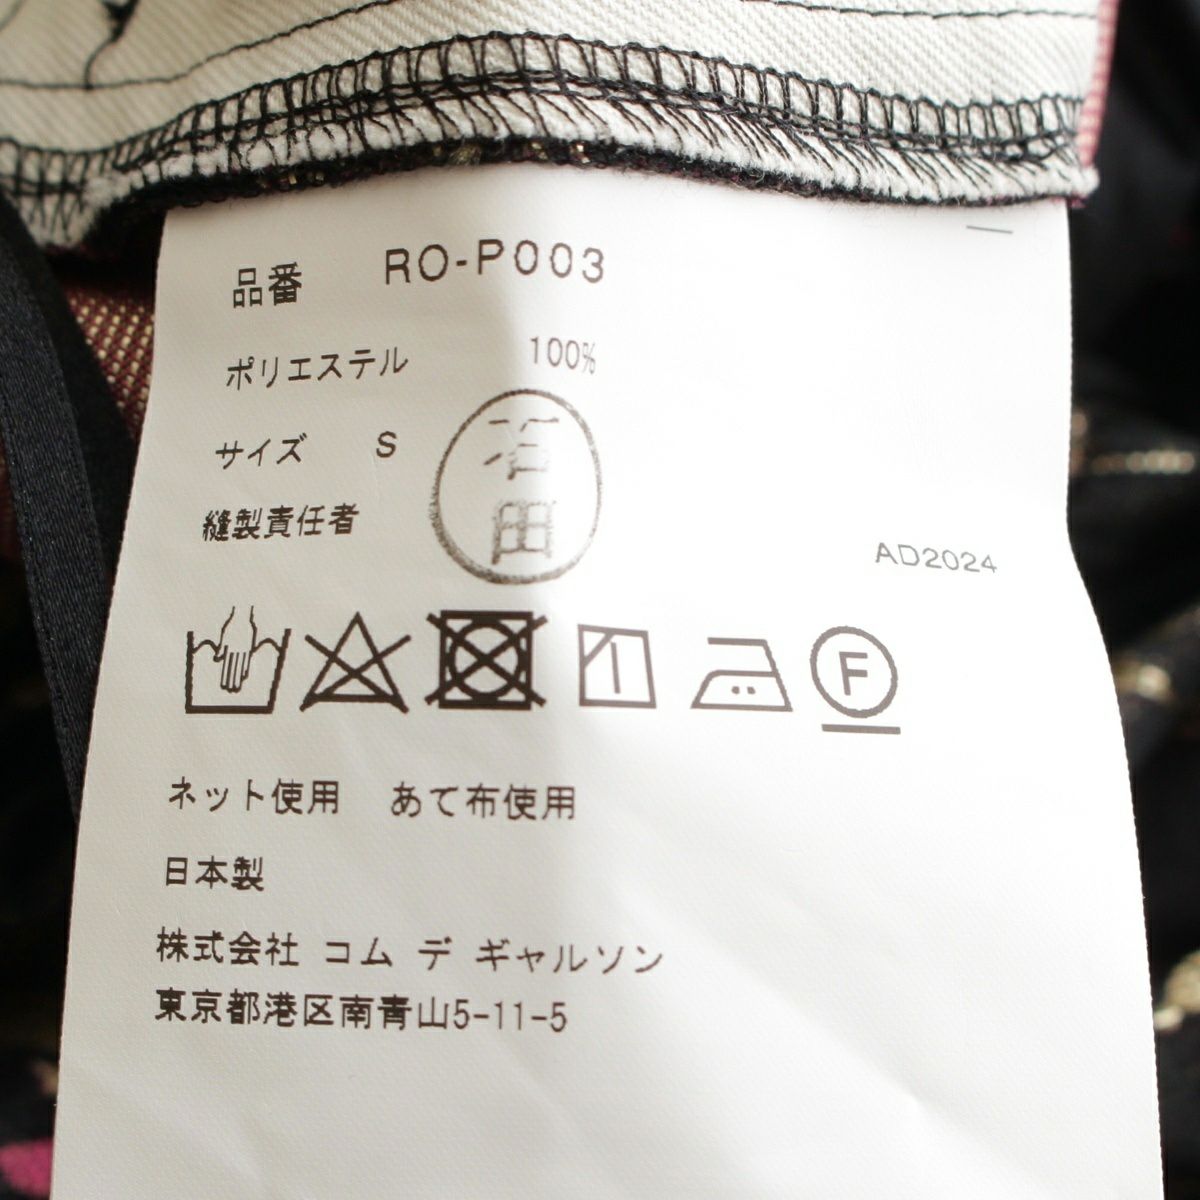 品番 RO-P003
ポリエステル 100%
サイズ S
縫製責任者 若田
AD2024
F
ネット使用 あて布使用
日本製
株式会社 コム デ ギャルソン
東京都港区南青山5-11-5